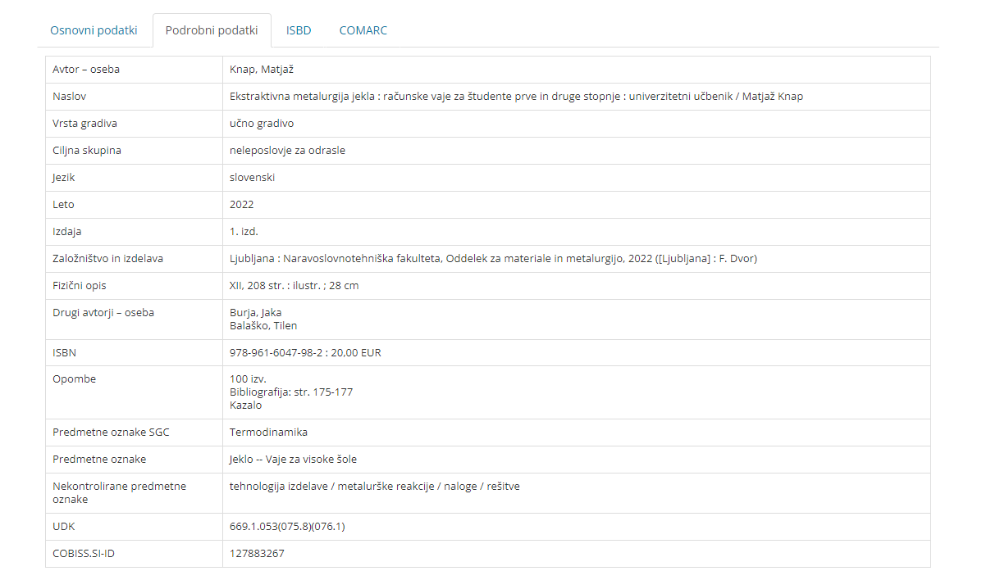 Osnovni podatki
Podrobni podatki
ISBD
COMARC
Avtor – oseba
Knap, Matjaž
Naslov
Ekstraktivna metalurgija jekla : računske vaje za študente prve in druge stopnje : univerzitetni učbenik / Matjaž Knap
Vrsta gradiva
učno gradivo
Ciljna skupina
neleposlovje za odrasle
Jezik
slovenski
Leto
2022
Izdaja
1. izd.
Založništvo in izdelava
Ljubljana : Naravoslovnotehniška fakulteta, Oddelek za materiale in metalurgijo, 2022 ([Ljubljana] : F. Dvor)
Fizični opis
XII, 208 str. : ilustr. ; 28 cm
Drugi avtorji – oseba
Burja, Jaka
Balaško, Tilen
ISBN
978-961-6047-98-2 : 20,00 EUR
Opombe
100 izv.
Bibliografija: str. 175-177
Kazalo
Predmetne oznake SGC
Termodinamika
Predmetne oznake
Jeklo -- Vaje za visoke šole
Nekontrolirane predmetne
oznake
tehnologija izdelave / metalurške reakcije / naloge / rešitve
UDK
669.1.053(075.8)(076.1)
COBISS.SI-ID
127883267